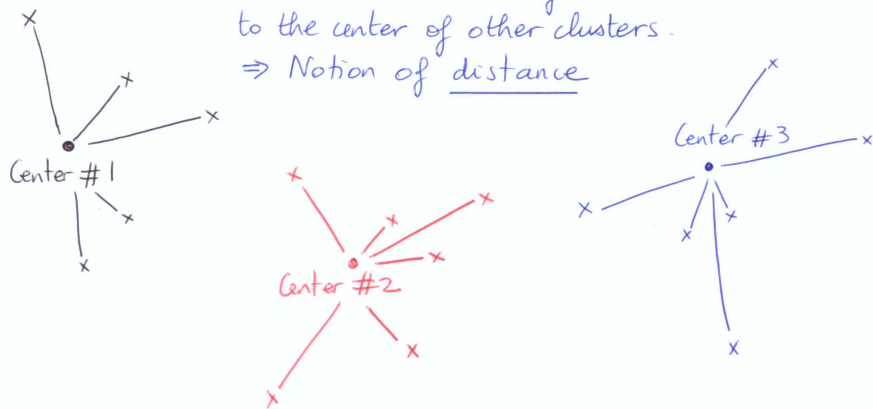 to the center of other clusters.
⇒ Notion of distance
Center #1
Center #2
Center #3